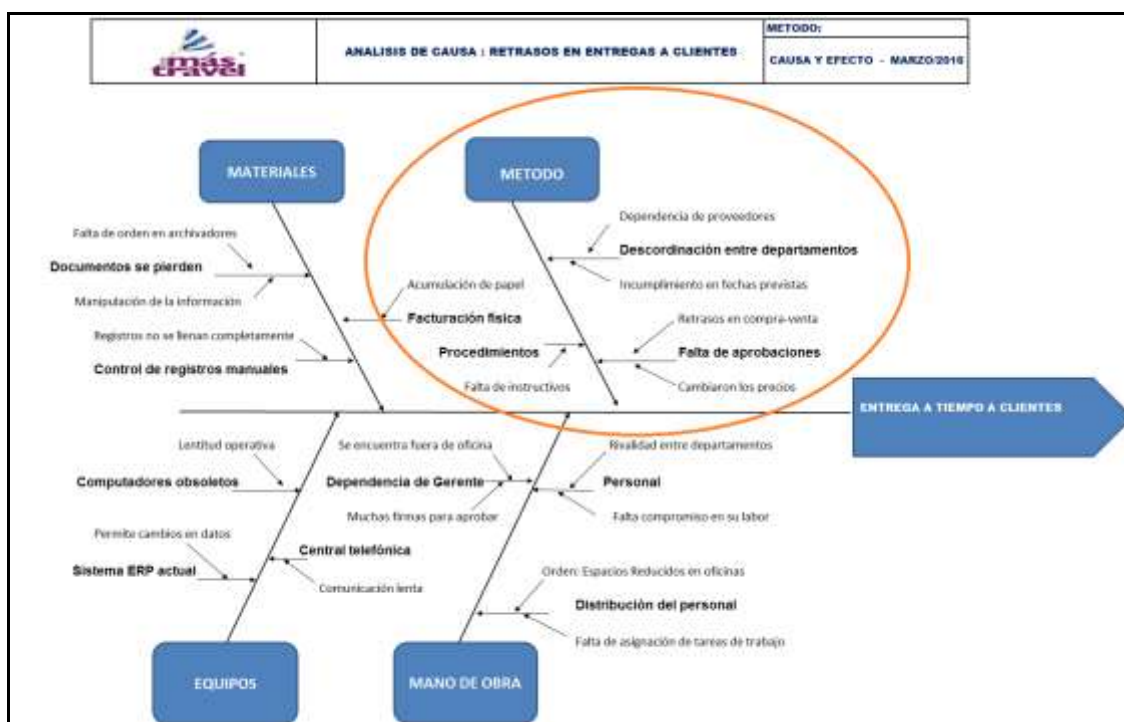 más
travel
ANALISIS DE CAUSA : RETRASOS EN ENTREGAS A CLIENTES
METODO:
CAUSA Y EFECTO - MARZO/2016
MATERIALES
METODO
Falta de orden en archivadores
Documentos se pierden
Manipulación de la información
Registros no se llenan completamente
Control de registros manuales
Acumulación de papel
Facturación fisica
Dependencia de proveedores
Descordinación entre departamentos
Incumplimiento en fechas previstas
Procedimientos
Falta de instructivos
Retrasos en compra-venta
Falta de aprobaciones
Cambiaron los precios
ENTREGA A TIEMPO A CLIENTES
Lentitud operativa
Computadores obsoletos
Permite cambios en datos
Sistema ERP actual
Central telefónica
Comunicación lenta
Se encuentra fuera de oficina
Dependencia de Gerente
Muchas firmas para aprobar
Rivalidad entre departamentos
Personal
Falta compromiso en su labor
Orden: Espacios Reducidos en oficinas
Distribución del personal
Falta de asignación de tareas de trabajo
EQUIPOS
MANO DE OBRA